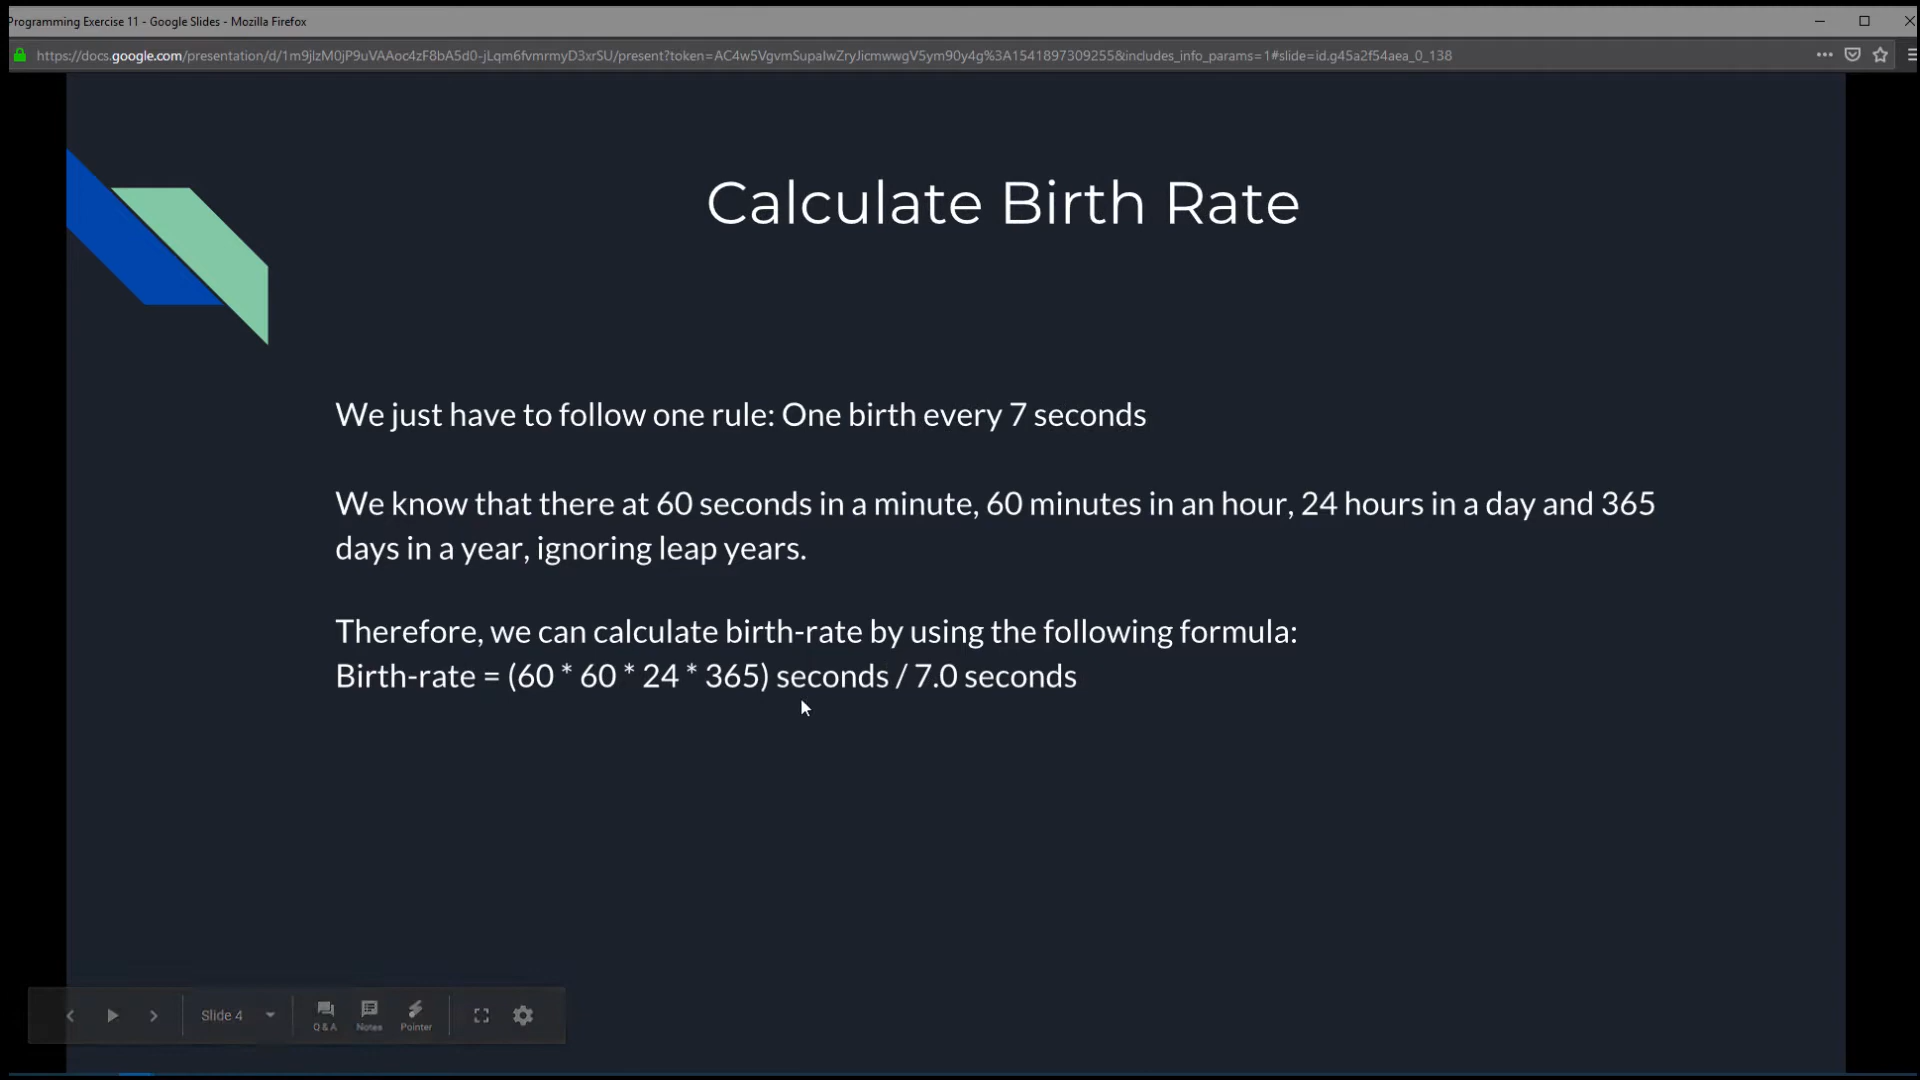 Programming Exercise 11 - Google Slides - Mozilla Firefox
https://docs.google.com/presentation/d/1m9jlzM0jP9uVAAoc4zF8bA5d0-jLqm6fvmrmyD3xrSU/present?token=AC4w5VgvmSupaIwZryJicmwwgV5ym90y4g%3A1541897309255&includes_info_params=1#slide=id.g45a2f54aea_0_138
Calculate Birth Rate
We just have to follow one rule: One birth every 7 seconds
We know that there at 60 seconds in a minute, 60 minutes in an hour, 24 hours in a day and 365
days in a year, ignoring leap years.
Therefore, we can calculate birth-rate by using the following formula:
Birth-rate = (60 * 60 * 24 * 365) seconds / 7.0 seconds
Slide 4
Q & A
Notes
Pointer